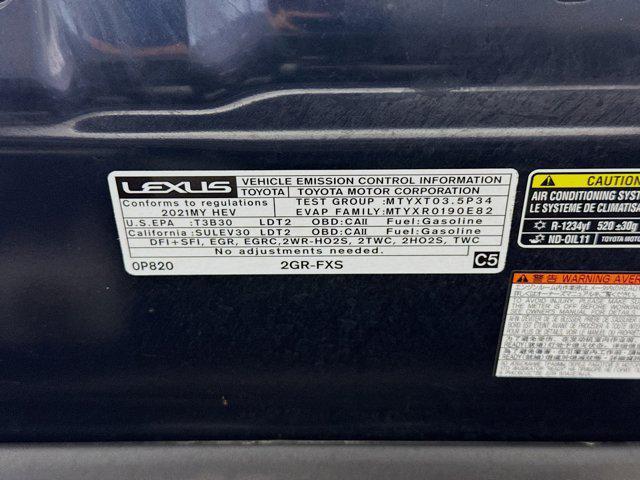 LEXUS VEHICLE EMISSION CONTROL INFORMATION
TOYOTA TOYOTA MOTOR CORPORATION
Conforms to regulations TEST GROUP :MTYXT03.5P34
2021MY HEV EVAP FAMILY:MTYXR0190E82
U.S.EPA :T3B30 LDT2 OBD:CAII Fuel:Gasoline
California :SULEV30 LDT2 OBD:CAII Fuel:Gasoline
DFI+SFI, EGR, EGRC,2WR-HO2S, 2TWC, 2HO2S, TWC
No adjustments needed.
0P820 2GR-FXS C5
CAUTION
AIR CONDITIONING SYSTE
LE SYSTEME DE CLIMATISA
R-1234yf 520 ±30g
ND-OIL11 TOYOTA MOTOR
警告 WARNING AVER